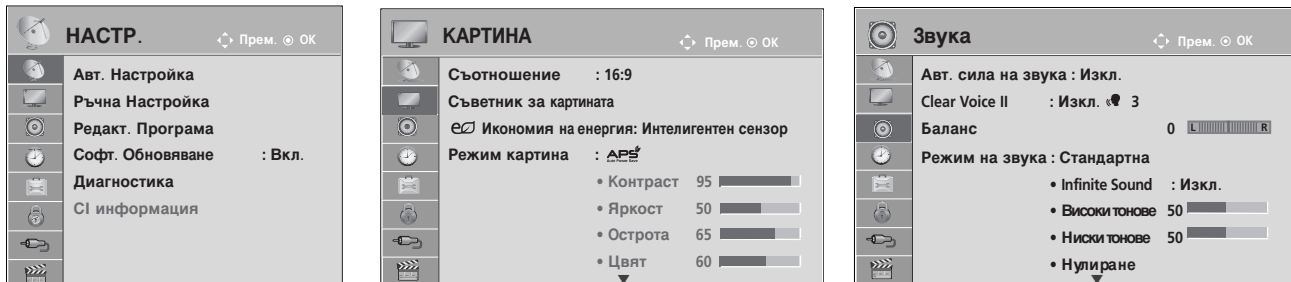 НАСТР.
Прем. ОК
Авт. Настройка
Ръчна Настройка
Редакт. Програма
Софт. Обновяване : Вкл.
Диагностика
CI информация
КАРТИНА
Прем. ОК
Съотношение : 16:9
Съветник за картината
Икономия на енергия: Интелигентен сензор
Режим картина : APS
• Контраст 95
• Яркост 50
• Острота 65
• Цвят 60
Звука
Прем. ОК
Авт. сила на звука : Изкл.
Clear Voice II : Изкл. 3
Баланс 0 L R
Режим на звука : Стандартна
• Infinite Sound : Изкл.
• Високи тонове 50
• Ниски тонове 50
• Нулиране